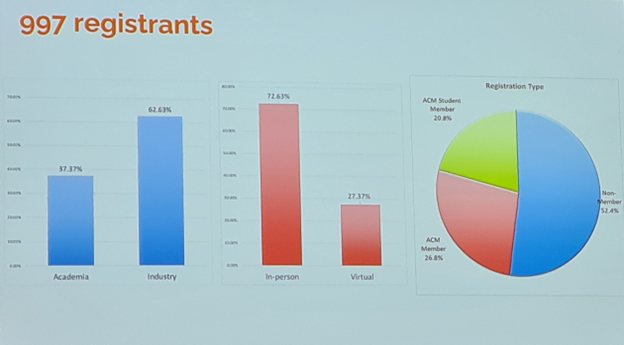 997 registrants
62.63%
37.37%
Academia
Industry
72.63%
27.37%
In-person
Virtual
Registration Type
ACM Student
Member
20.8%
Non-
Member
52.4%
ACM
Member
26.8%